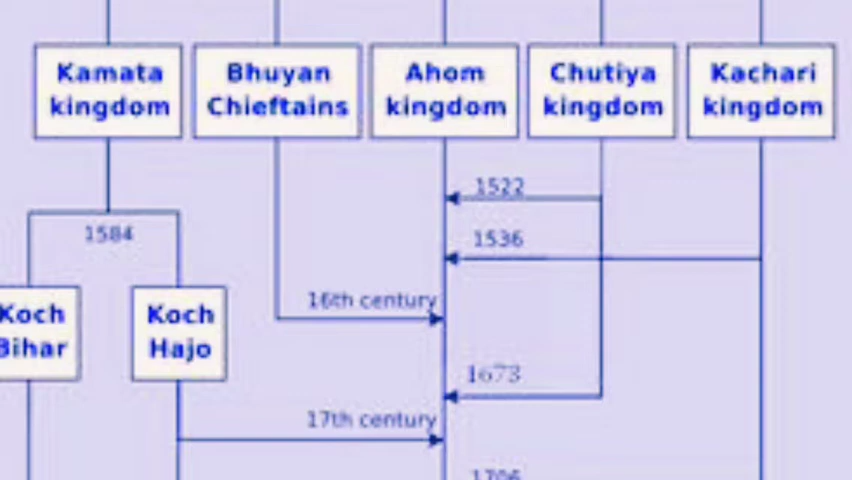 Kamata
kingdom
Bhuyan
Chieftains
Ahom
kingdom
Chutiya
kingdom
Kachari
kingdom
1522
1584
1536
16th century
Koch
Bihar
Koch
Hajo
1673
17th century
1706